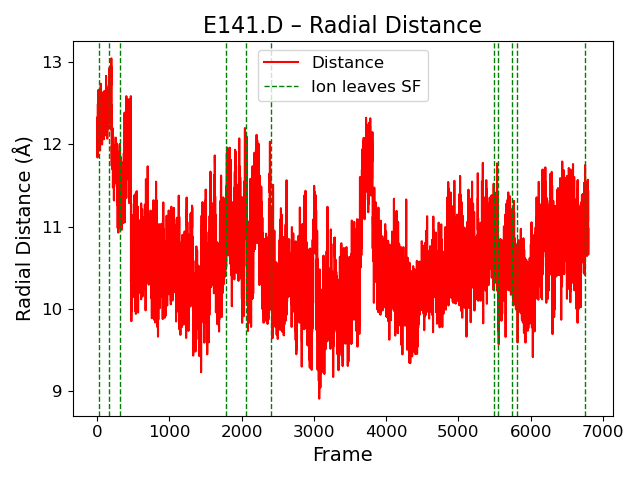 E141.D – Radial Distance
Distance
Ion leaves SF
Radial Distance (Å)
13
12
11
10
9
0 1000 2000 3000 4000 5000 6000 7000
Frame